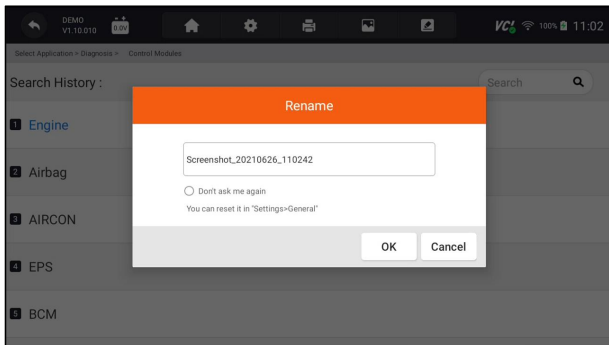 DEMO
V1.10.010
0.0V
VCI
100%
11:02
Select Application > Diagnosis > Control Modules
Search History :
Search
Rename
1 Engine
Screenshot_20210626_110242
2 Airbag
Don't ask me again
You can reset it in "Settings>General"
3 AIRCON
OK
Cancel
4 EPS
5 BCM